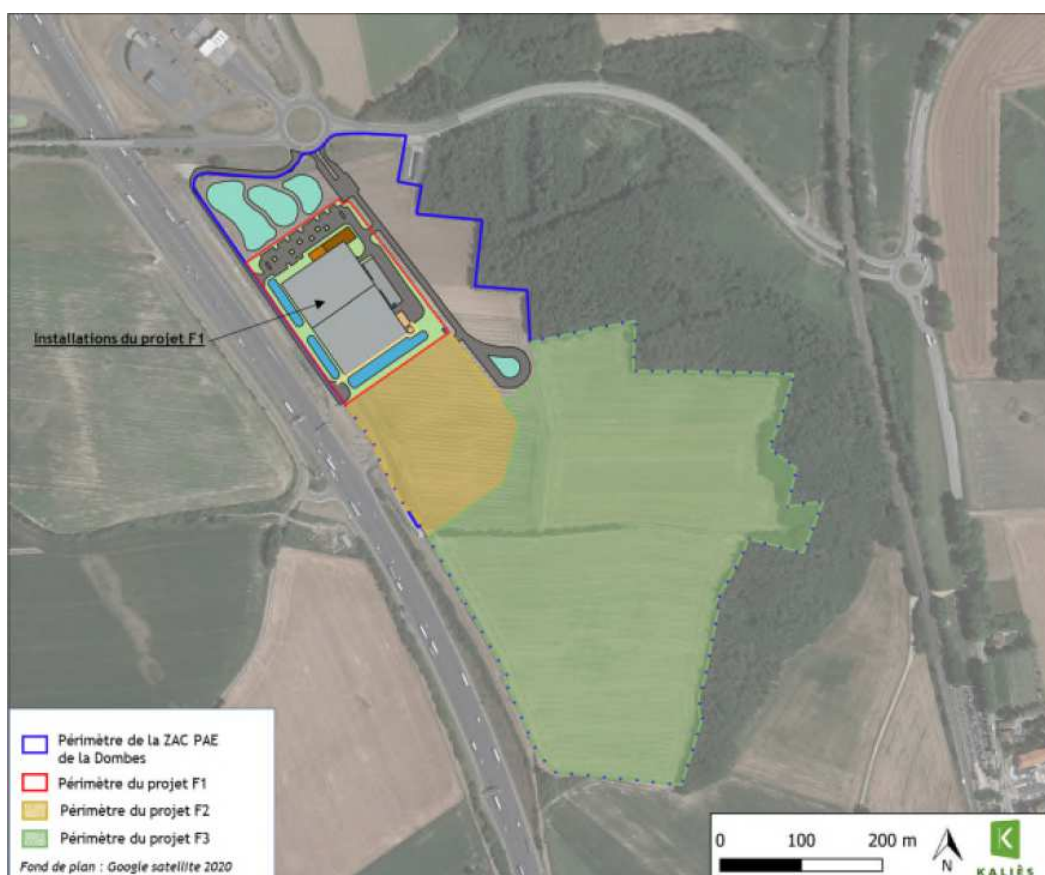 Installations du projet F1
Périmètre de la ZAC PAE
de la Dombes
Périmètre du projet F1
Périmètre du projet F2
Périmètre du projet F3
Fond de plan : Google satellite 2020
0 100 200 m
N
K
KALIÈS